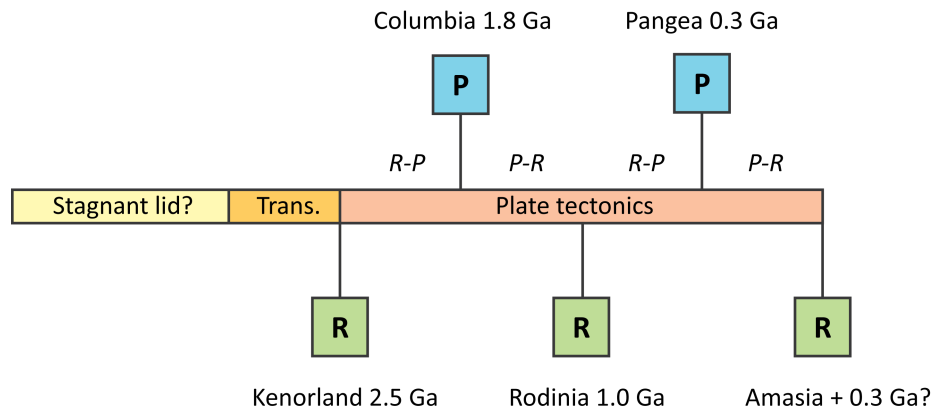 Columbia 1.8 Ga Pangea 0.3 Ga
P P
R-P P-R R-P P-R
Stagnant lid? Trans. Plate tectonics
R R R
Kenorland 2.5 Ga Rodinia 1.0 Ga Amasia + 0.3 Ga?